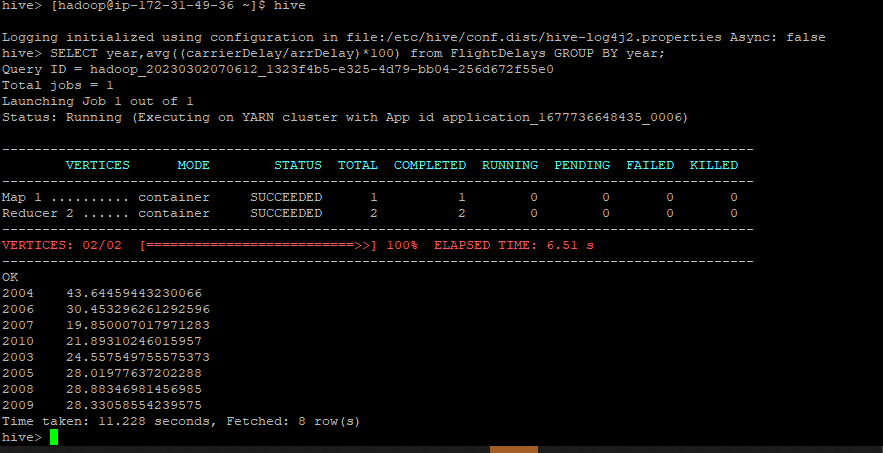 hive> [hadoop@ip-172-31-49-36 ~]$ hive
Logging initialized using configuration in file:/etc/hive/conf.dist/hive-log4j2.properties Async: false
hive> SELECT year,avg((carrierDelay/arrDelay)*100) from FlightDelays GROUP BY year;
Query ID = hadoop_20230302070612_1323f4b5-e325-4d79-bb04-256d672f55e0
Total jobs = 1
Launching Job 1 out of 1
Status: Running (Executing on YARN cluster with App id application_1677736648435_0006)
----------------------------------------------------------------------------------------------
VERTICES MODE STATUS TOTAL COMPLETED RUNNING PENDING FAILED KILLED
----------------------------------------------------------------------------------------------
Map 1 .......... container SUCCEEDED 1 1 0 0 0 0
Reducer 2 ...... container SUCCEEDED 2 2 0 0 0 0
----------------------------------------------------------------------------------------------
VERTICES: 02/02 [==========================>>] 100% ELAPSED TIME: 6.51 s
----------------------------------------------------------------------------------------------
OK
2004 43.64459443230066
2006 30.453296261292596
2007 19.850007017971283
2010 21.89310246015957
2003 24.557549755575373
2005 28.01977637202288
2008 28.88346981456985
2009 28.33058554239575
Time taken: 11.228 seconds, Fetched: 8 row(s)
hive>